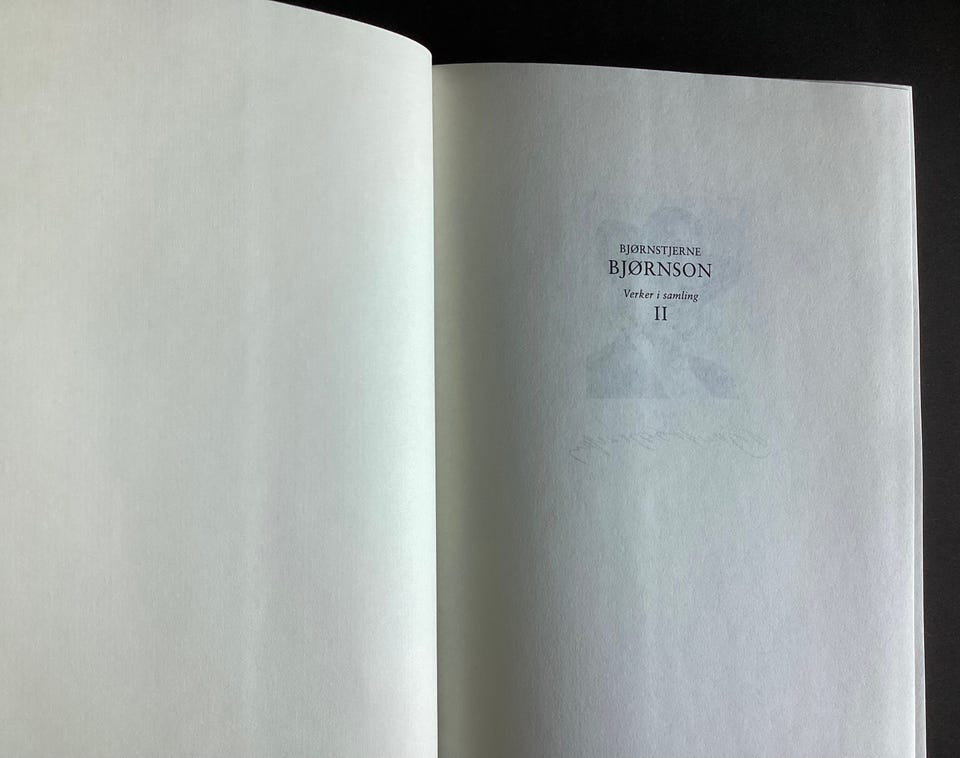 BJØRNSTJERNE
BJØRNSON
Verker i samling
II